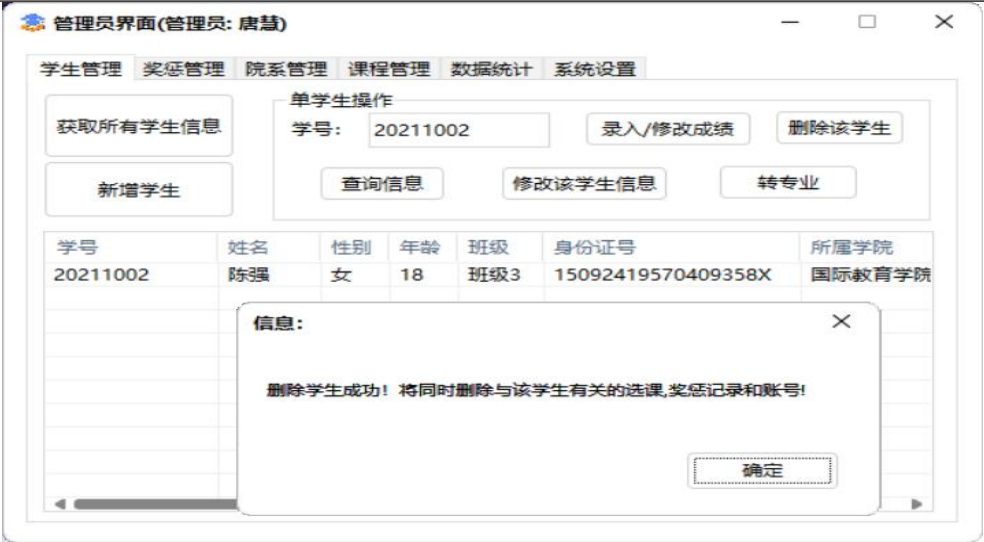 管理员界面(管理员: 唐慧)
学生管理 奖惩管理 院系管理 课程管理 数据统计 系统设置
获取所有学生信息
新增学生
单学生操作
学号: 20211002 录入/修改成绩 删除该学生
查询信息 修改该学生信息 转专业
学号 姓名 性别 年龄 班级 身份证号 所属学院
20211002 陈强 女 18 班级3 15092419570409358X 国际教育学院
信息:
删除学生成功! 将同时删除与该学生有关的选课,奖惩记录和账号!
确定